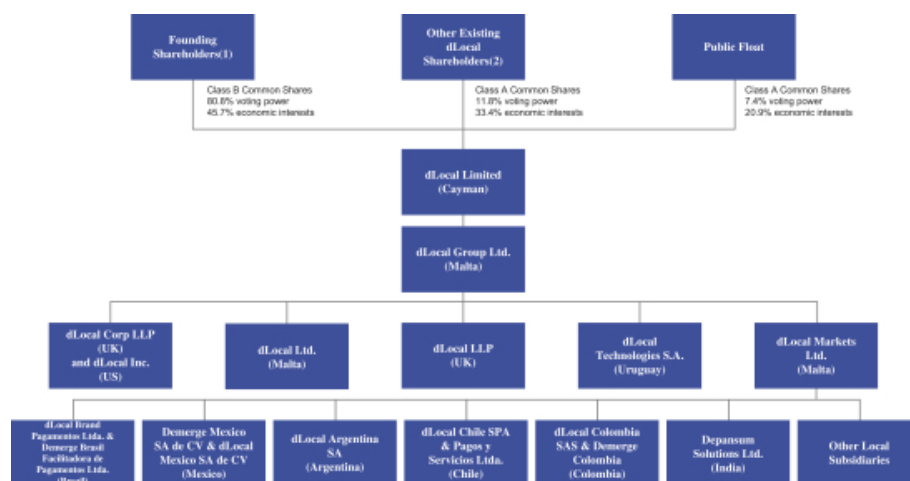 Founding
Shareholders(1)
Other Existing
dLocal
Shareholders(2)
Public Float
Class B Common Shares
80.8% voting power
45.7% economic interests
Class A Common Shares
11.8% voting power
33.4% economic interests
Class A Common Shares
7.4% voting power
20.9% economic interests
dLocal Limited
(Cayman)
dLocal Group Ltd.
(Malta)
dLocal Corp LLP
(UK)
and dLocal Inc.
(US)
dLocal Ltd.
(Malta)
dLocal LLP
(UK)
dLocal
Technologies S.A.
(Uruguay)
dLocal Markets
Ltd.
(Malta)
dLocal Brand
Pagamentos Ltda. &
Demerge Brasil
Facilitadora de
Pagamentos Ltda.
(Brazil)
Demerge Mexico
SA de CV & dLocal
Mexico SA de CV
(Mexico)
dLocal Argentina
SA
(Argentina)
dLocal Chile SPA
& Pagos y
Servicios Ltda.
(Chile)
dLocal Colombia
SAS & Demerge
Colombia
(Colombia)
Depansum
Solutions Ltd.
(India)
Other Local
Subsidiaries